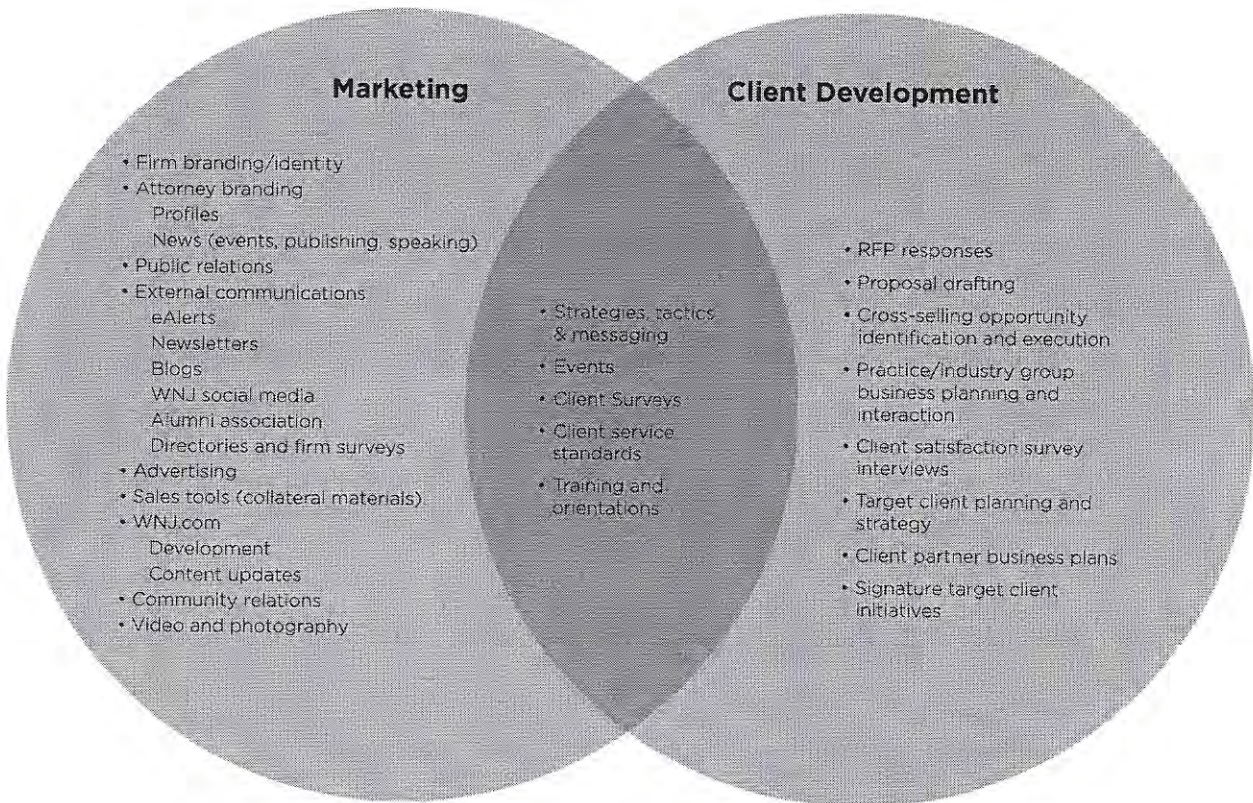 Marketing
• Firm branding/identity
• Attorney branding
Profiles
News (events, publishing, speaking)
• Public relations
• External communications
eAlerts
Newsletters
Blogs
WNJ social media
Alumni association
Directories and firm surveys
• Advertising
• Sales tools (collateral materials)
• WNJ.com
Development
Content updates
• Community relations
• Video and photography
• Strategies, tactics
& messaging
• Events
• Client Surveys
• Client service
standards
• Training and
orientations
Client Development
• RFP responses
• Proposal drafting
• Cross-selling opportunity
identification and execution
• Practice/industry group
business planning and
interaction
• Client satisfaction survey
interviews
• Target client planning and
strategy
• Client partner business plans
• Signature target client
initiatives